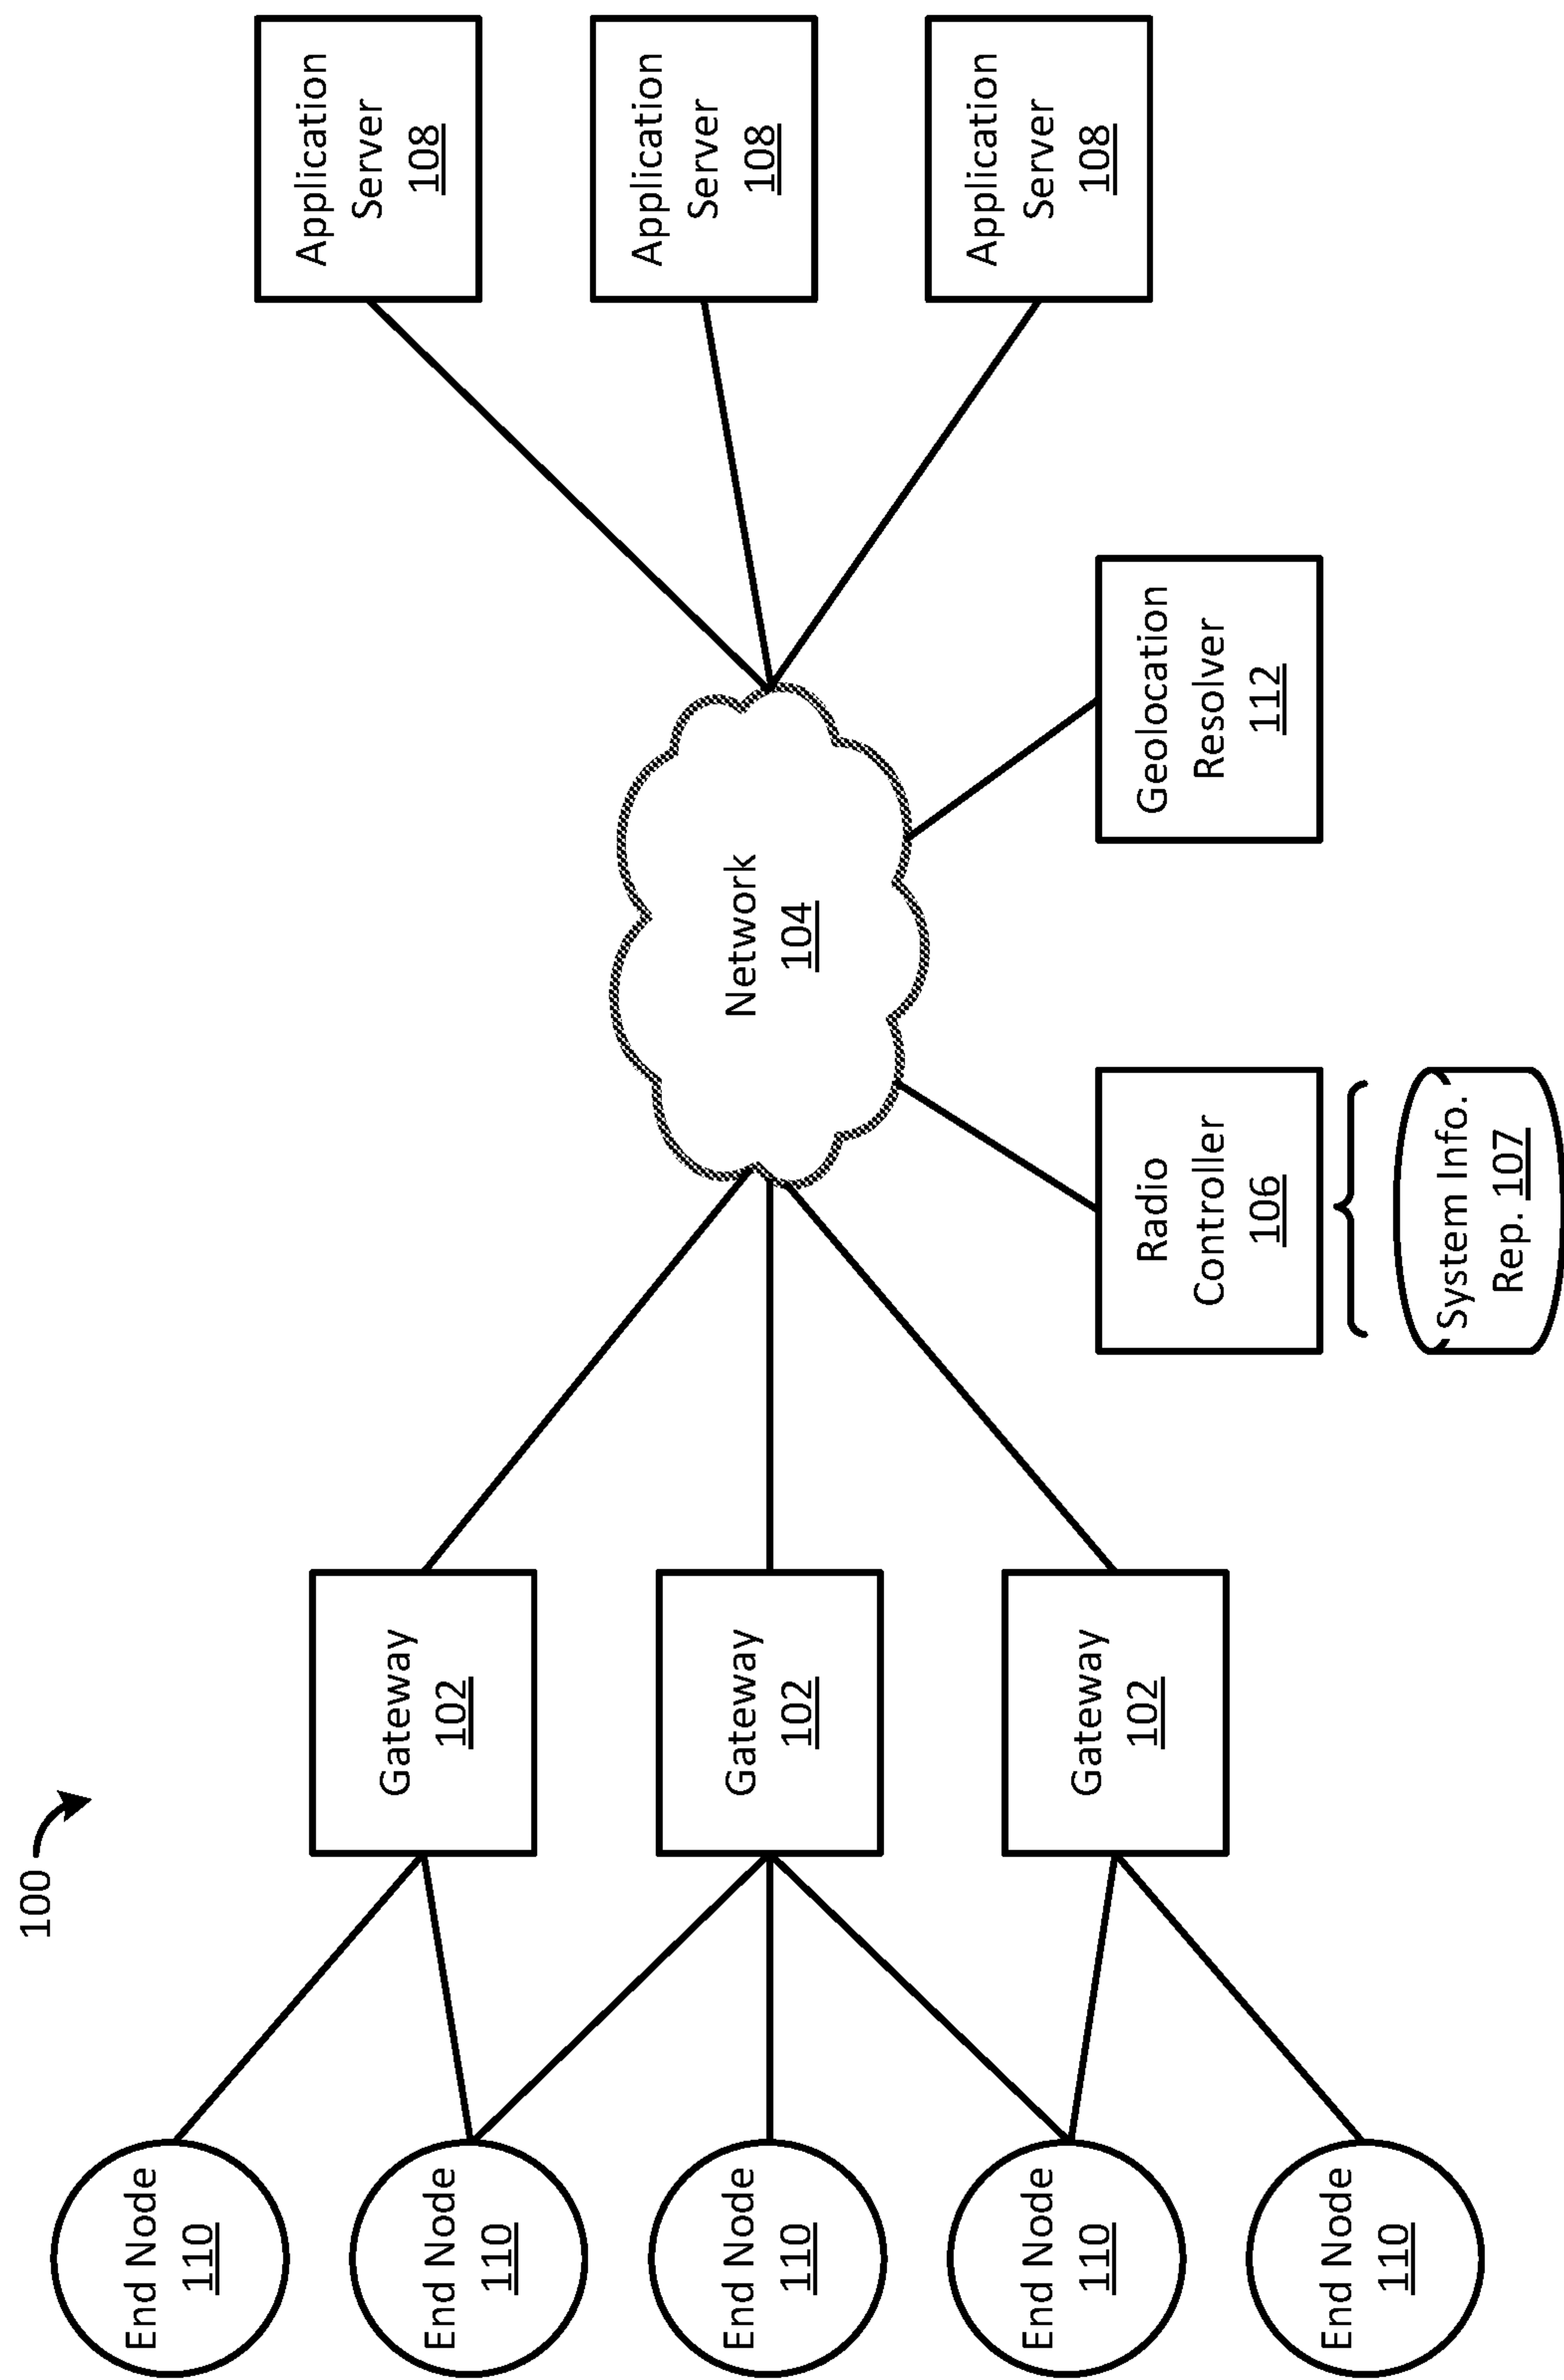 100
End Node
110
End Node
110
End Node
110
End Node
110
End Node
110
Gateway
102
Gateway
102
Gateway
102
Network
104
Radio
Controller
106
System Info.
Rep. 107
Geolocation
Resolver
112
Application
Server
108
Application
Server
108
Application
Server
108